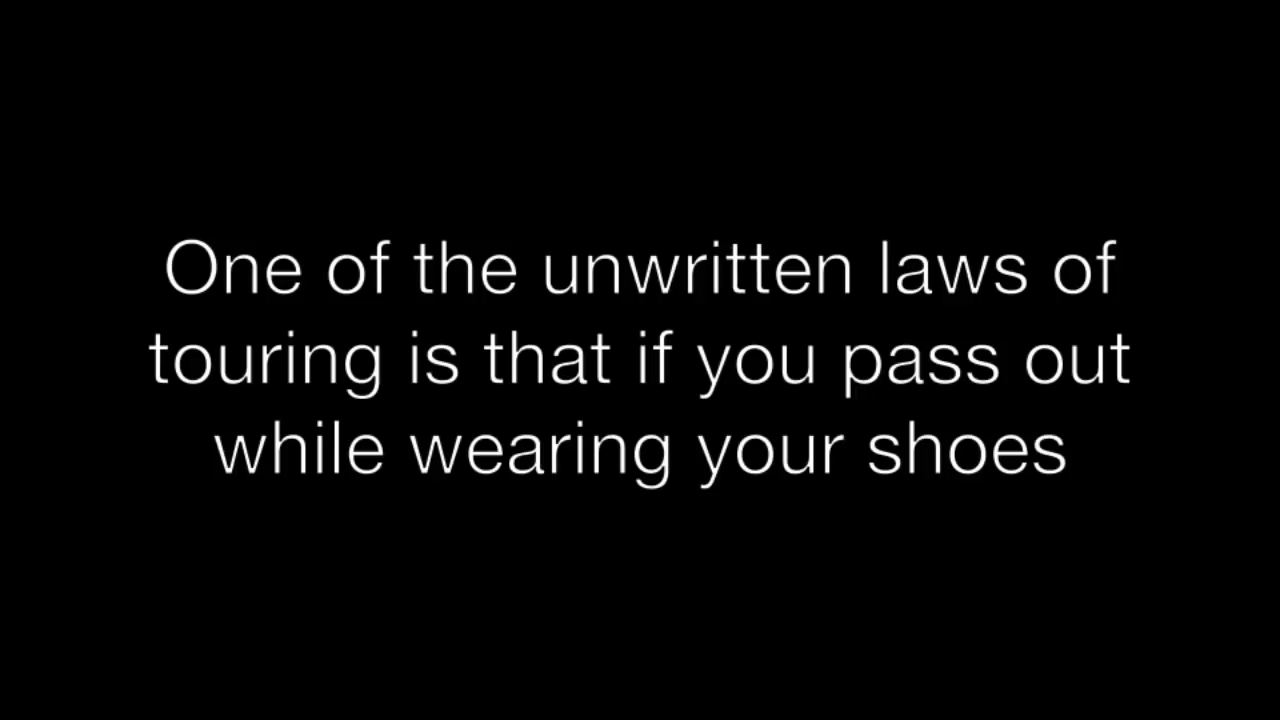 One of the unwritten laws of
touring is that if you pass out
while wearing your shoes